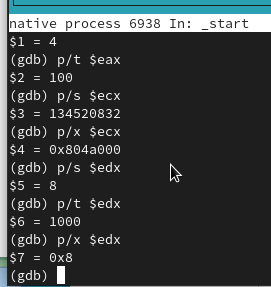 native process 6938 In: _start
$1 = 4
(gdb) p/t $eax
$2 = 100
(gdb) p/s $ecx
$3 = 134520832
(gdb) p/x $ecx
$4 = 0x804a000
(gdb) p/s $edx
$5 = 8
(gdb) p/t $edx
$6 = 1000
(gdb) p/x $edx
$7 = 0x8
(gdb)